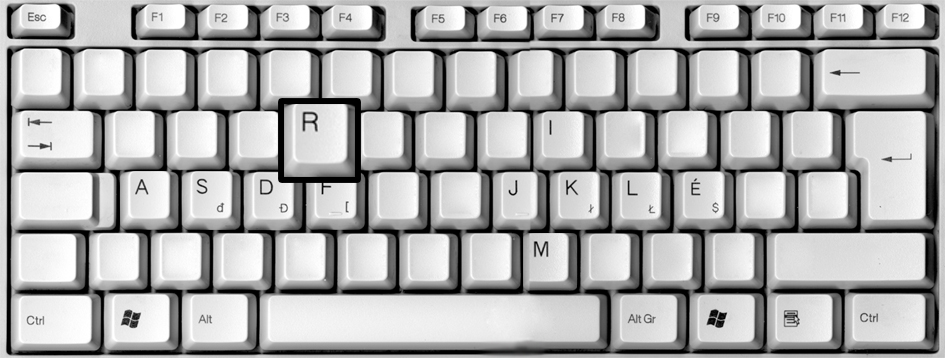 Esc F1 F2 F3 F4 F5 F6 F7 F8 F9 F10 F11 F12
R I
A S đ D Đ F [ J K ł L Ł É $
M
Ctrl Alt Alt Gr Ctrl